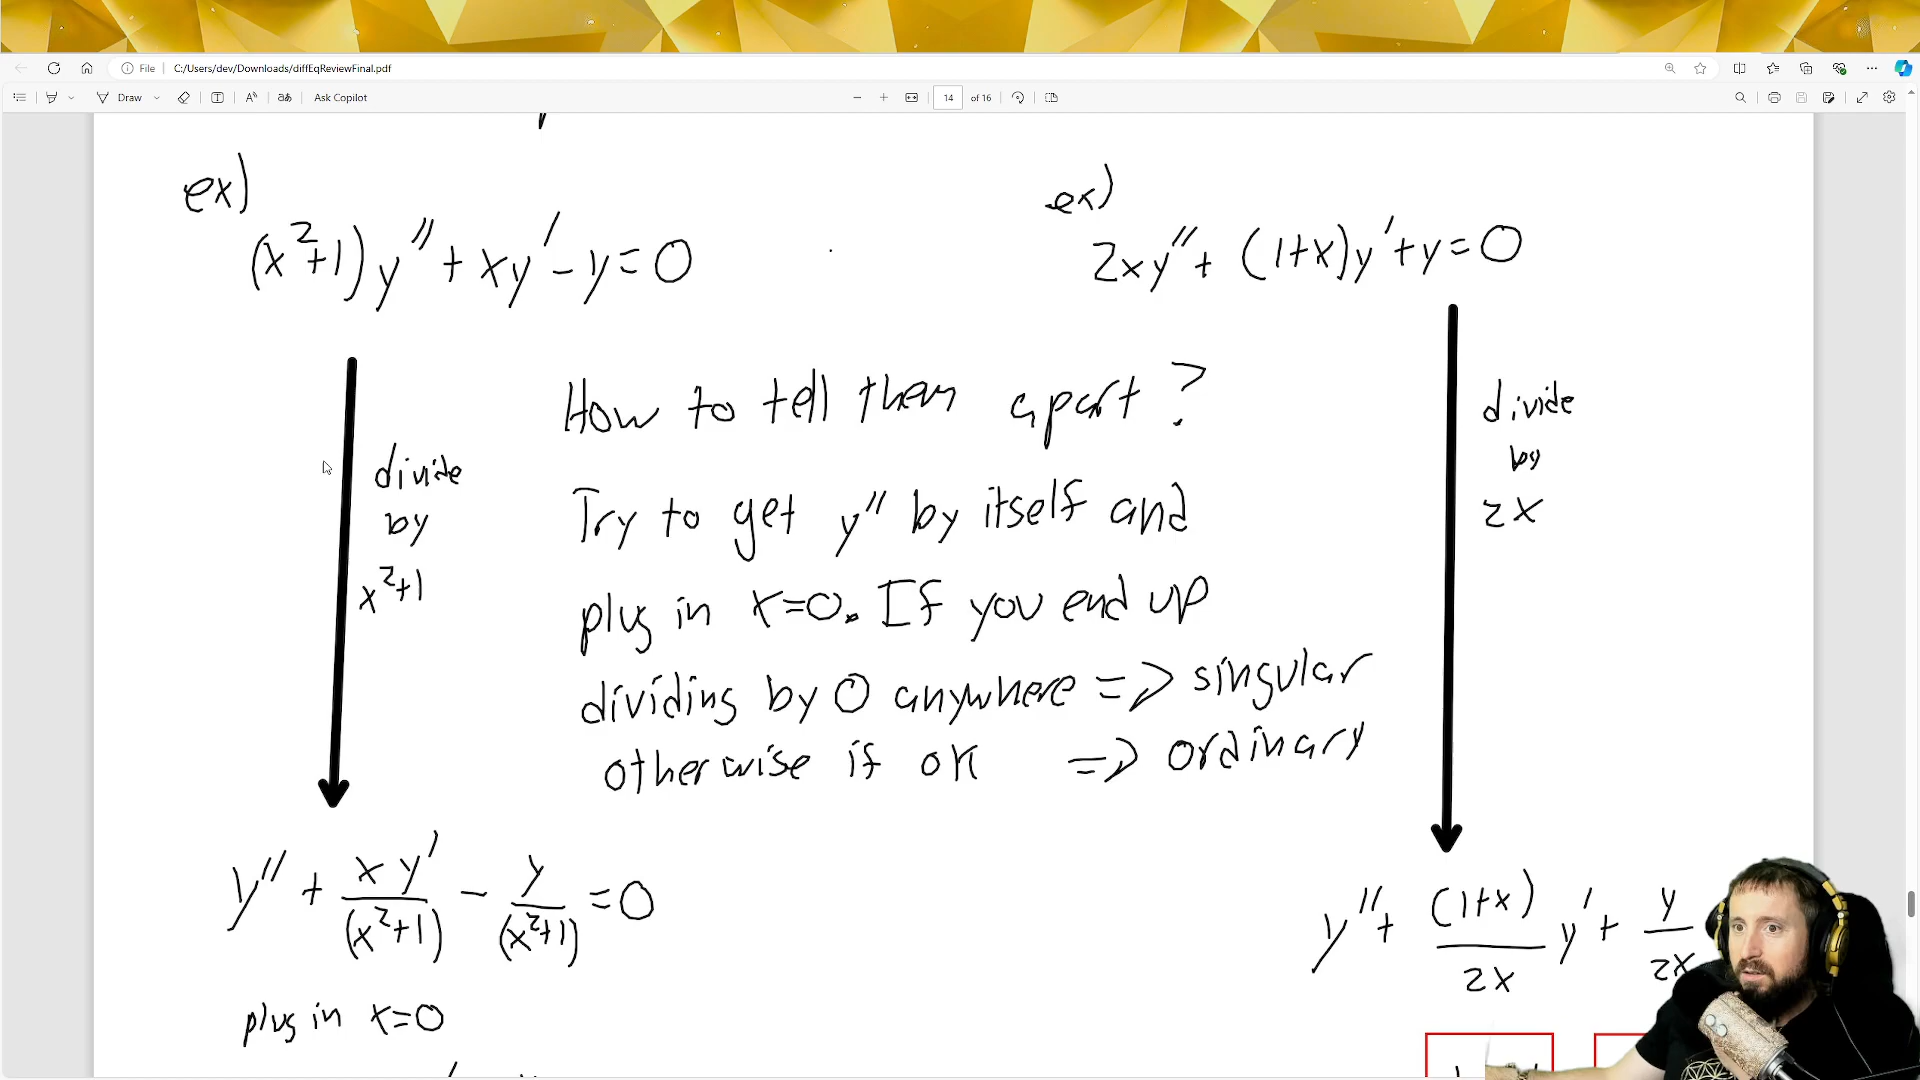 File C:/Users/dev/Downloads/diffEqReviewFinal.pdf
Draw Ask Copilot 14 of 16
ex)
(x²+1)y″ + xy′ − y = 0
ex)
2xy″ + (1+x)y′ + y = 0
How to tell them apart?
Try to get y″ by itself and
plug in x=0. If you end up
dividing by 0 anywhere => singular
otherwise if ok => ordinary
divide
by
x²+1
divide
by
2x
y″ + xy′/(x²+1) − y/(x²+1) = 0
plug in x=0
y″ + (1+x)/2x y′ + y/2x